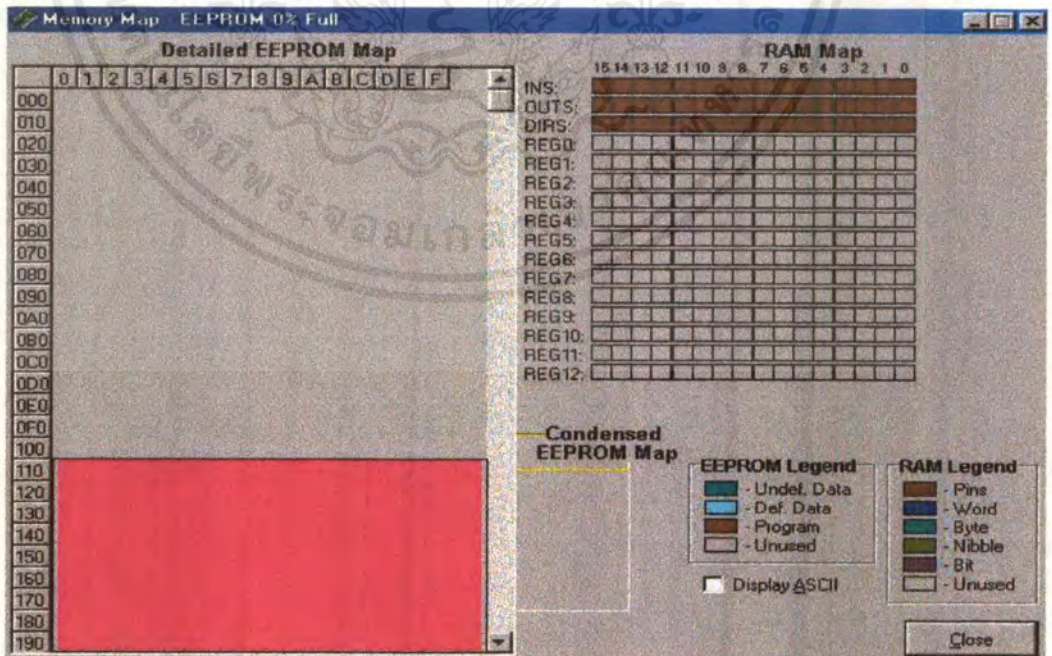 Memory Map - EEPROM 0% Full
Detailed EEPROM Map
0 1 2 3 4 5 6 7 8 9 A B C D E F
000
010
020
030
040
050
060
070
080
090
0A0
0B0
0C0
0D0
0E0
0F0
100
110
120
130
140
150
160
170
180
190
RAM Map
15 14 13 12 11 10 9 8 7 6 5 4 3 2 1 0
INS:
OUTS:
DIRS:
REG0:
REG1:
REG2:
REG3:
REG4:
REG5:
REG6:
REG7:
REG8:
REG9:
REG10:
REG11:
REG12:
Condensed
EEPROM Map
EEPROM Legend
- Undef. Data
- Def. Data
- Program
- Unused
Display ASCII
RAM Legend
- Pins
- Word
- Byte
- Nibble
- Bit
- Unused
Close